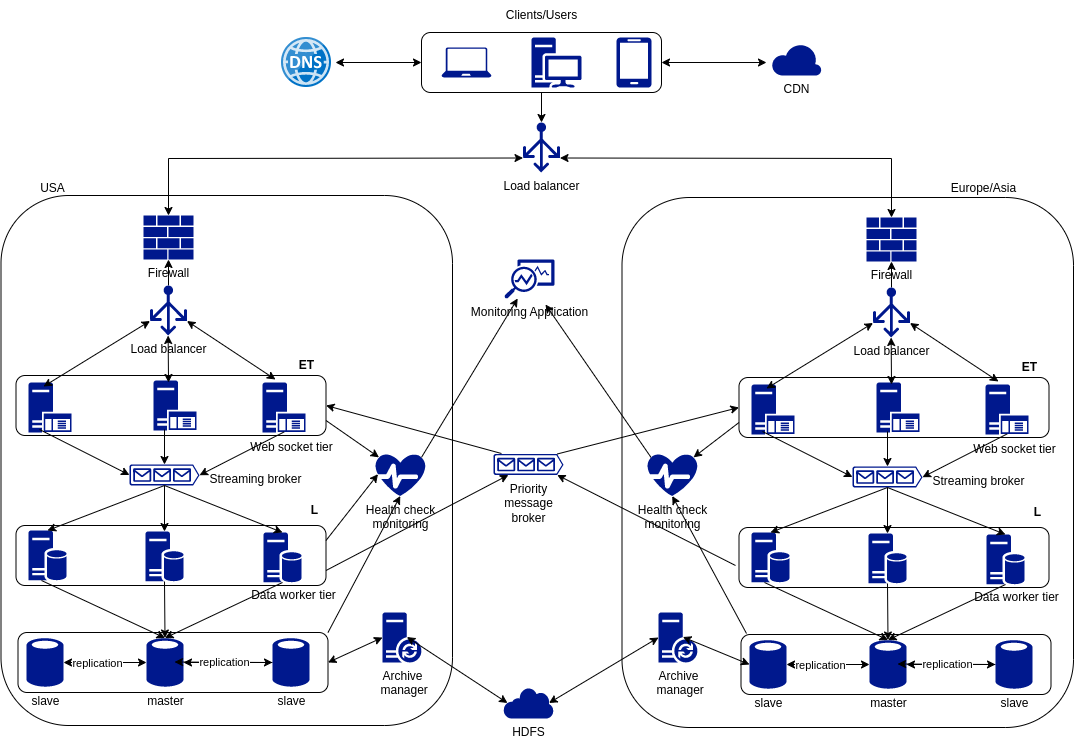 Clients/Users
DNS
CDN
Load balancer
USA
Europe/Asia
Firewall
Firewall
Monitoring Application
Load balancer
Load balancer
ET
ET
Web socket tier
Web socket tier
Streaming broker
Streaming broker
Priority
message
broker
Health check
monitoring
Health check
monitoring
L
L
Data worker tier
Data worker tier
replication
replication
replication
replication
slave
master
slave
Archive
manager
Archive
manager
slave
master
slave
HDFS